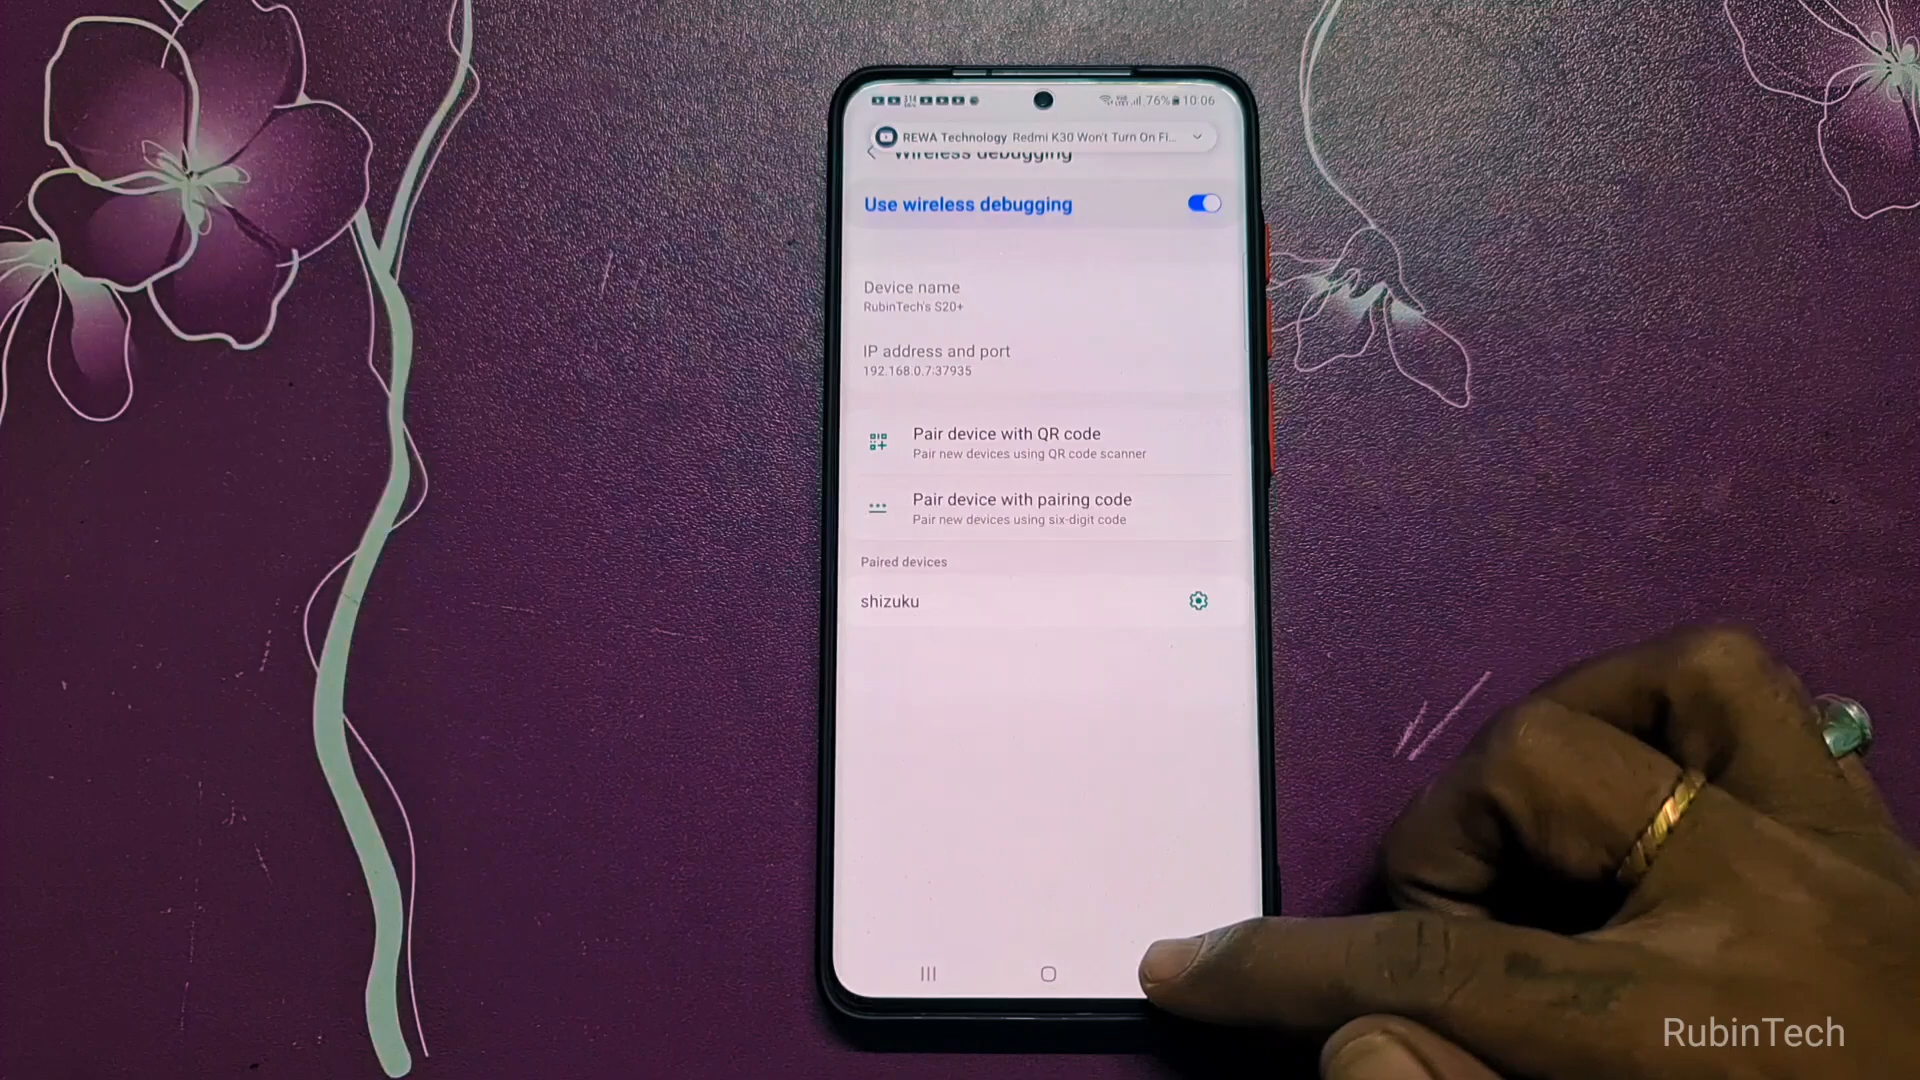 76% 10:06
REWA Technology Redmi K30 Won't Turn On Fi...
Wireless debugging
Use wireless debugging
Device name
RubinTech's S20+
IP address and port
192.168.0.7:37935
Pair device with QR code
Pair new devices using QR code scanner
Pair device with pairing code
Pair new devices using six-digit code
Paired devices
shizuku
RubinTech